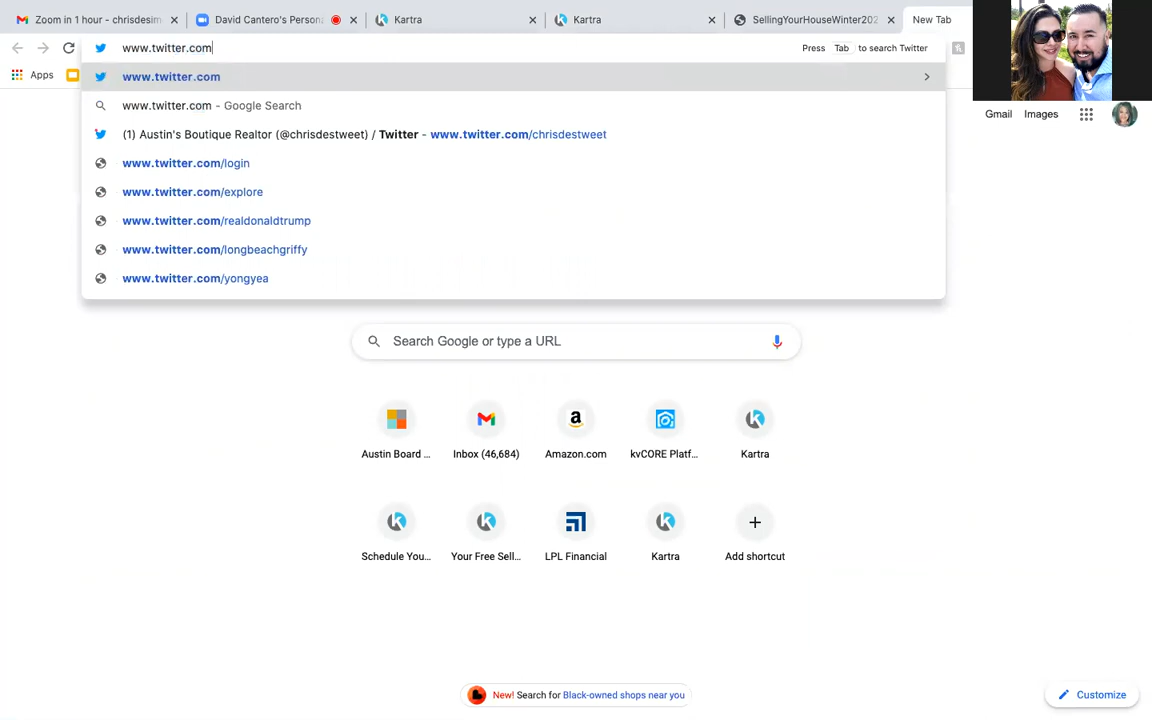 Zoom in 1 hour - chrisdesim
David Cantero's Persona
Kartra
Kartra
SellingYourHouseWinter202
New Tab
www.twitter.com
Press Tab to search Twitter
Apps
www.twitter.com
www.twitter.com - Google Search
(1) Austin's Boutique Realtor (@chrisdestweet) / Twitter - www.twitter.com/chrisdestweet
www.twitter.com/login
www.twitter.com/explore
www.twitter.com/realdonaldtrump
www.twitter.com/longbeachgriffy
www.twitter.com/yongyea
Gmail
Images
Search Google or type a URL
Austin Board ...
Inbox (46,684)
Amazon.com
kvCORE Platf...
Kartra
Schedule You...
Your Free Sell...
LPL Financial
Kartra
Add shortcut
New! Search for Black-owned shops near you
Customize